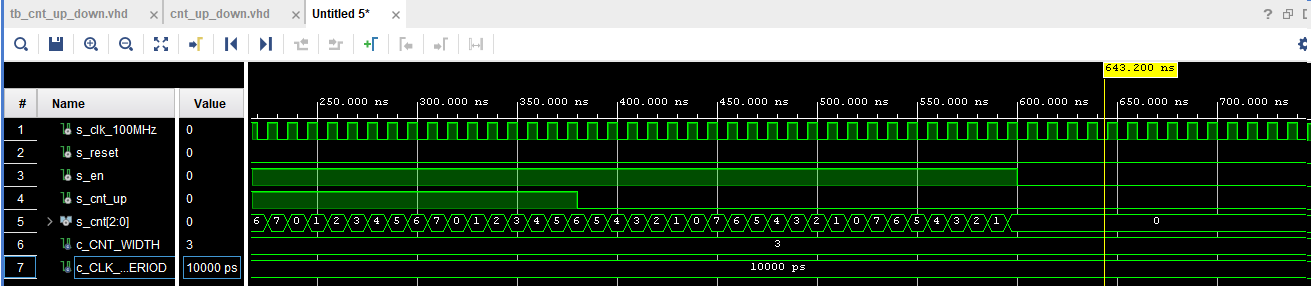 tb_cnt_up_down.vhd × cnt_up_down.vhd × Untitled 5* × ?
643.200 ns
# Name Value 250.000 ns 300.000 ns 350.000 ns 400.000 ns 450.000 ns 500.000 ns 550.000 ns 600.000 ns 650.000 ns 700.000 ns
1 s_clk_100MHz 0
2 s_reset 0
3 s_en 0
4 s_cnt_up 0
5 s_cnt[2:0] 0 6 7 0 1 2 3 4 5 6 7 0 1 2 3 4 5 6 5 4 3 2 1 0 7 6 5 4 3 2 1 0 7 6 5 4 3 2 1 0
6 c_CNT_WIDTH 3 3
7 c_CLK_...ERIOD 10000 ps 10000 ps